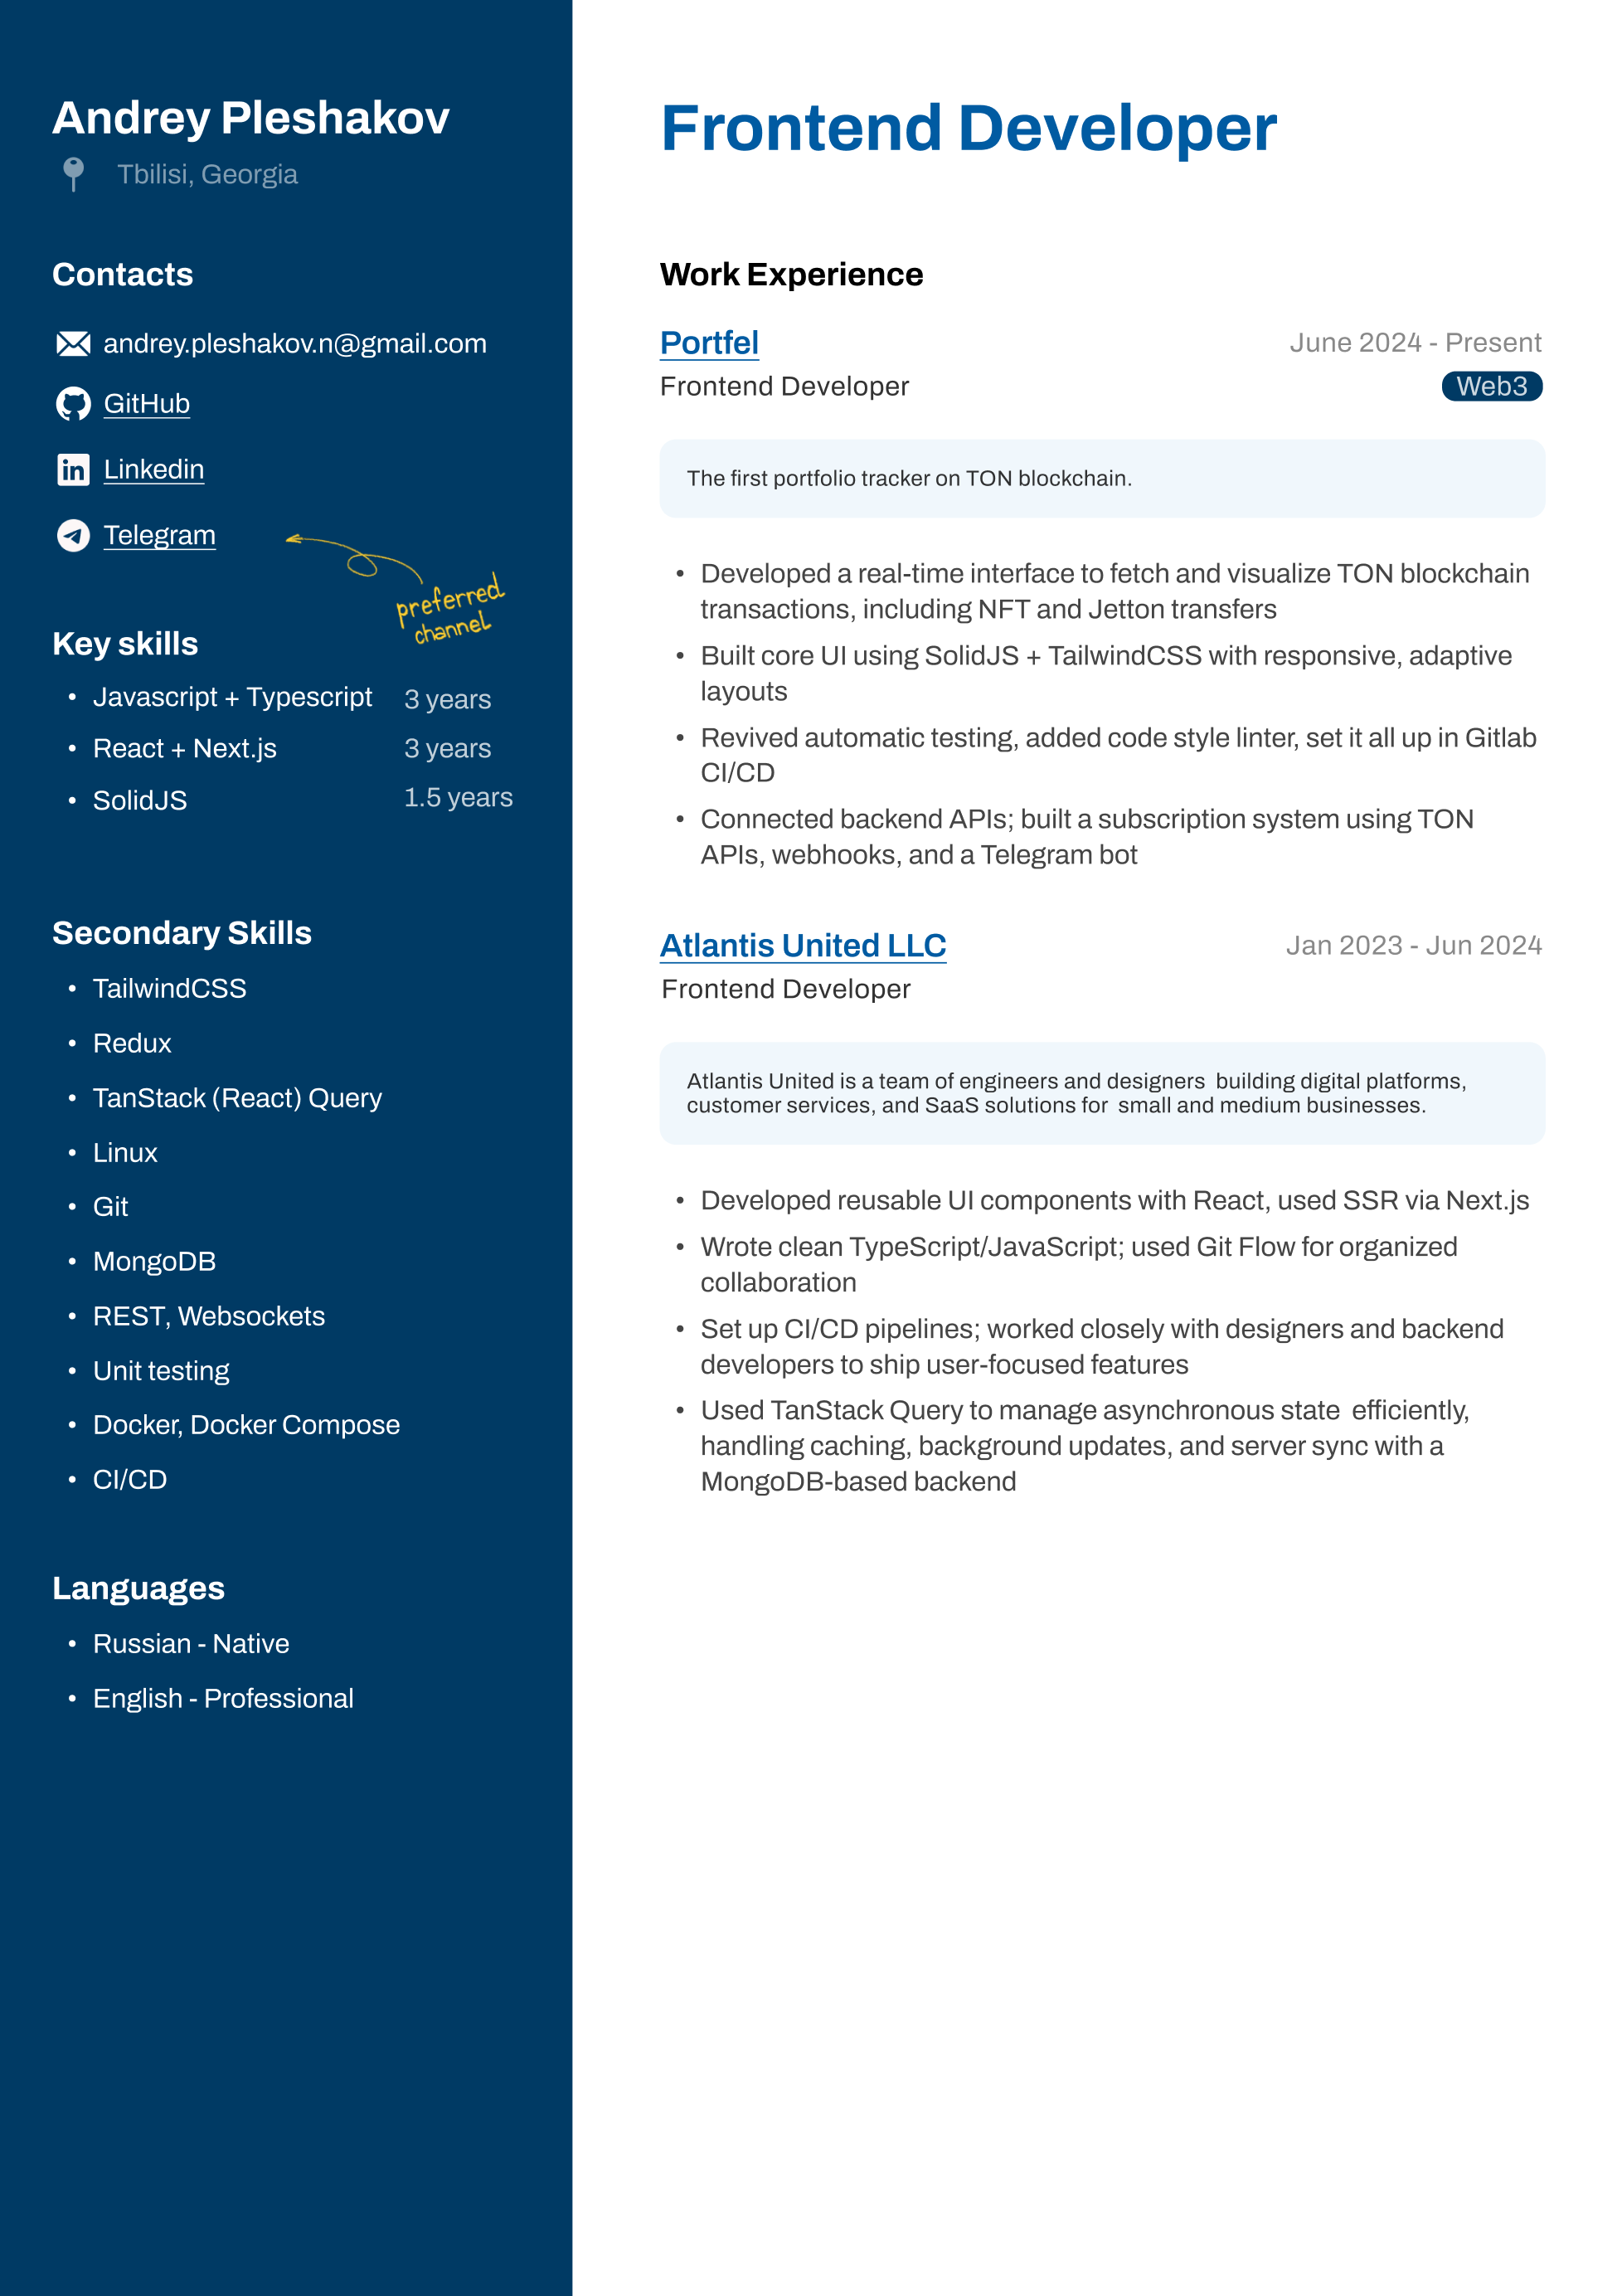 Andrey Pleshakov
Tbilisi, Georgia
Contacts
andrey.pleshakov.n@gmail.com
GitHub
Linkedin
Telegram
preferred
channel
Key skills
• Javascript + Typescript 3 years
• React + Next.js 3 years
• SolidJS 1.5 years
Secondary Skills
• TailwindCSS
• Redux
• TanStack (React) Query
• Linux
• Git
• MongoDB
• REST, Websockets
• Unit testing
• Docker, Docker Compose
• CI/CD
Languages
• Russian - Native
• English - Professional
Frontend Developer
Work Experience
Portfel June 2024 - Present
Frontend Developer Web3
The first portfolio tracker on TON blockchain.
• Developed a real-time interface to fetch and visualize TON blockchain
transactions, including NFT and Jetton transfers
• Built core UI using SolidJS + TailwindCSS with responsive, adaptive
layouts
• Revived automatic testing, added code style linter, set it all up in Gitlab
CI/CD
• Connected backend APIs; built a subscription system using TON
APIs, webhooks, and a Telegram bot
Atlantis United LLC Jan 2023 - Jun 2024
Frontend Developer
Atlantis United is a team of engineers and designers  building digital platforms,
customer services, and SaaS solutions for  small and medium businesses.
• Developed reusable UI components with React, used SSR via Next.js
• Wrote clean TypeScript/JavaScript; used Git Flow for organized
collaboration
• Set up CI/CD pipelines; worked closely with designers and backend
developers to ship user-focused features
• Used TanStack Query to manage asynchronous state  efficiently,
handling caching, background updates, and server sync with a
MongoDB-based backend